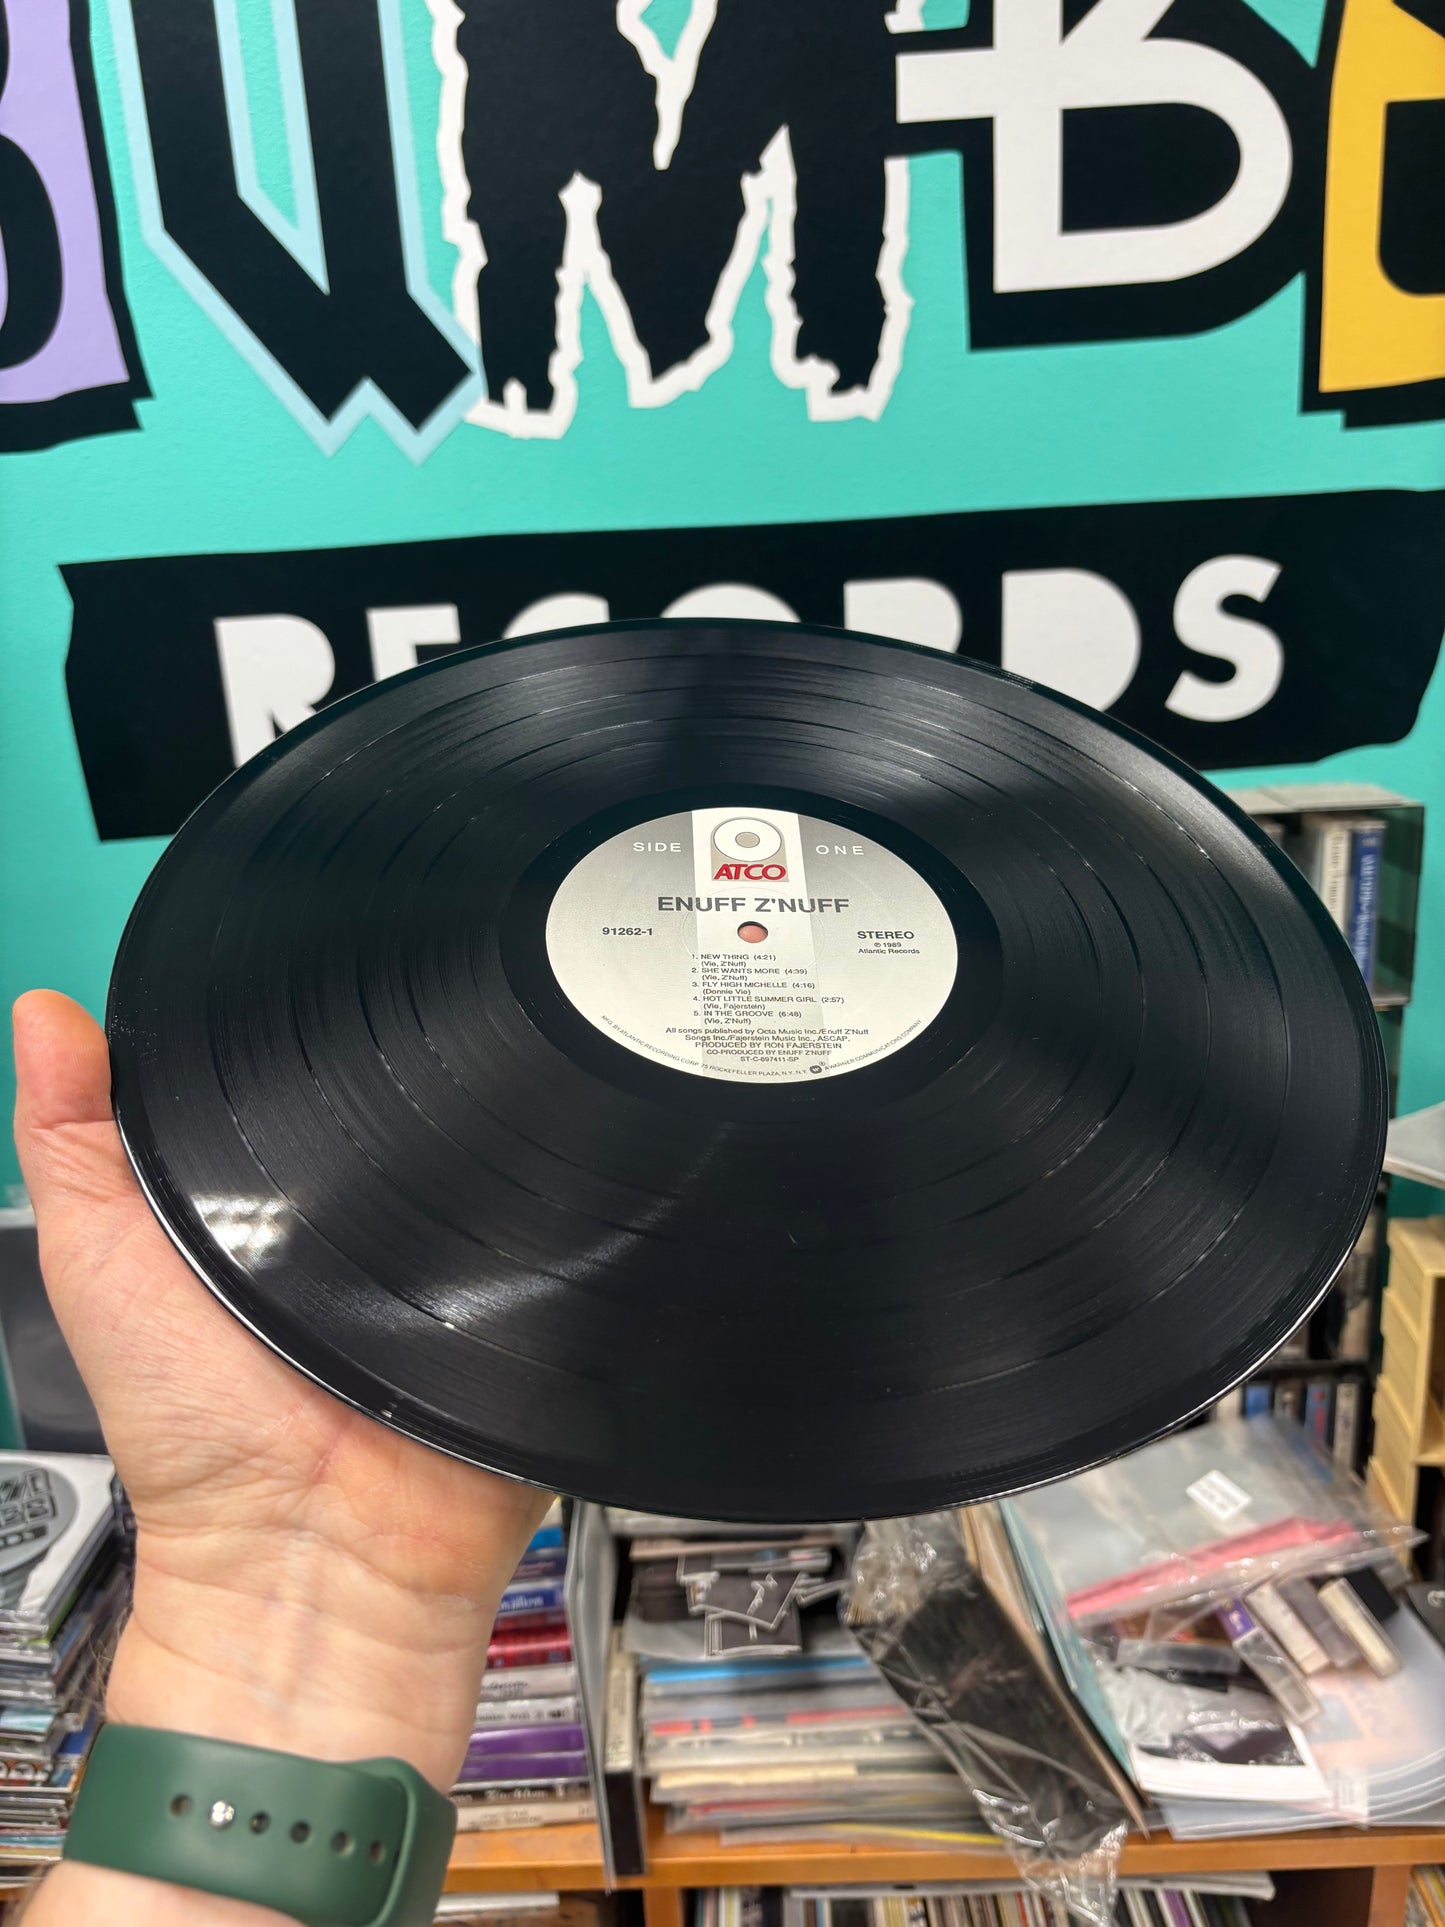 UMB
RECORDS
SIDE ONE
ATCO
ENUFF Z'NUFF
91262-1
STEREO
℗ 1989
Atlantic Records
1. NEW THING (4:21)
(Vie, Z'Nuff)
2. SHE WANTS MORE (4:39)
(Vie, Z'Nuff)
3. FLY HIGH MICHELLE (4:16)
(Donnie Vie)
4. HOT LITTLE SUMMER GIRL (2:57)
(Vie, Fajerstein)
5. IN THE GROOVE (6:48)
(Vie, Z'Nuff)
All songs published by Octa Music Inc./Enuff Z'Nuff
Songs Inc./Fajerstein Music Inc., ASCAP.
PRODUCED BY RON FAJERSTEIN
CO-PRODUCED BY ENUFF Z'NUFF
ST-C-897411-SP
MFG. BY ATLANTIC RECORDING CORP. 75 ROCKEFELLER PLAZA, N.Y., N.Y. A WARNER COMMUNICATIONS COMPANY